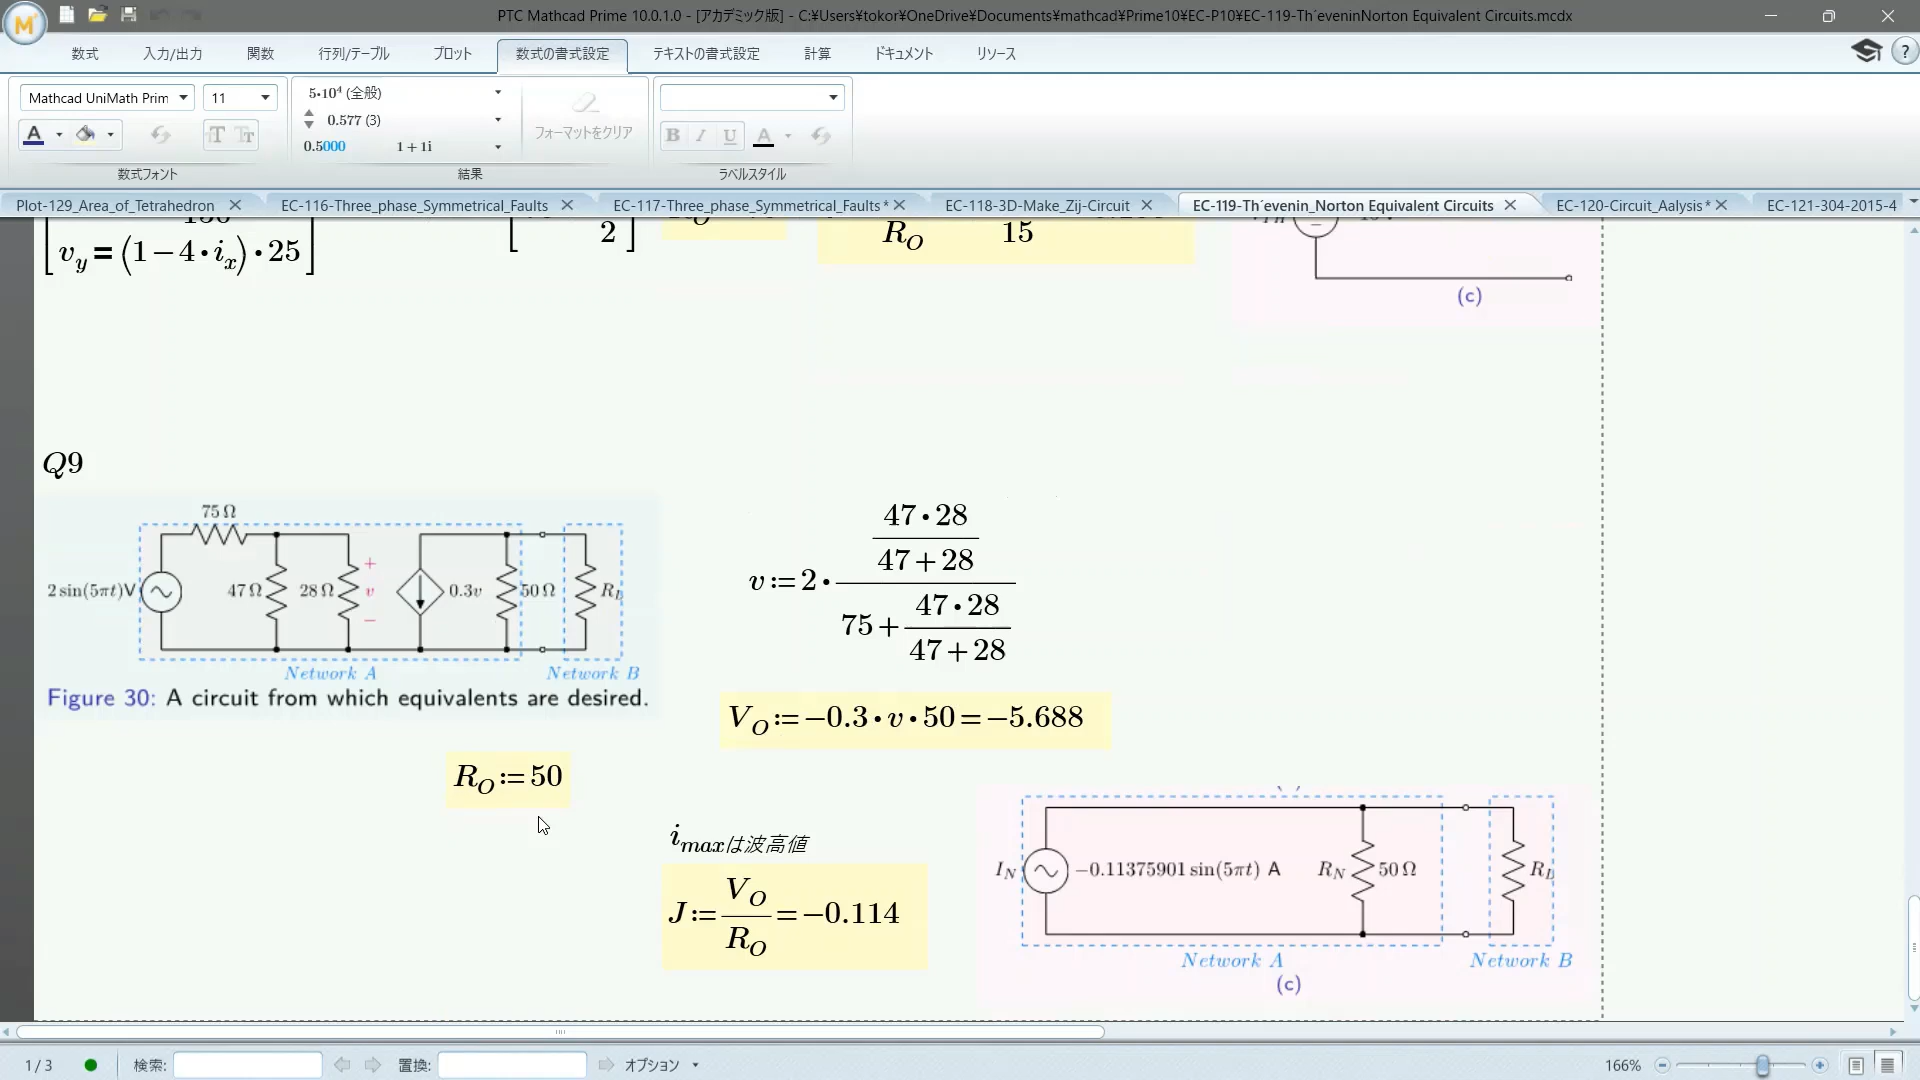 PTC Mathcad Prime 10.0.1.0 - [アカデミック版] - C:¥Users¥tokor¥OneDrive¥Documents¥mathcad¥Prime10¥EC-P10¥EC-119-Th´eveninNorton Equivalent Circuits.mcdx
数式 入力/出力 関数 行列/テーブル プロット 数式の書式設定 テキストの書式設定 計算 ドキュメント リソース
Mathcad UniMath Prim 11
5•10⁴ (全般)
0.577 (3)
0.5000 1 + 1i
フォーマットをクリア
B I U A
数式フォント 結果 ラベルスタイル
Plot-129_Area_of_Tetrahedron EC-116-Three_phase_Symmetrical_Faults EC-117-Three_phase_Symmetrical_Faults * EC-118-3D-Make_Zij-Circuit EC-119-Th´evenin_Norton Equivalent Circuits EC-120-Circuit_Aalysis * EC-121-304-2015-4
v_y = (1 − 4 • i_x) • 25
2
R_O 15
(c)
Q9
75 Ω
2 sin(5πt)V 47 Ω 28 Ω + v − 0.3v 50 Ω
Network A Network B
Figure 30: A circuit from which equivalents are desired.
47 • 28
47 + 28
v := 2 •
75 + 47 • 28
47 + 28
V_O := −0.3 • v • 50 = −5.688
R_O := 50
i_maxは波高値
J := V_O / R_O = −0.114
I_N −0.11375901 sin(5πt) A R_N 50 Ω
Network A Network B
(c)
1 / 3 検索: 置換: オプション 166%